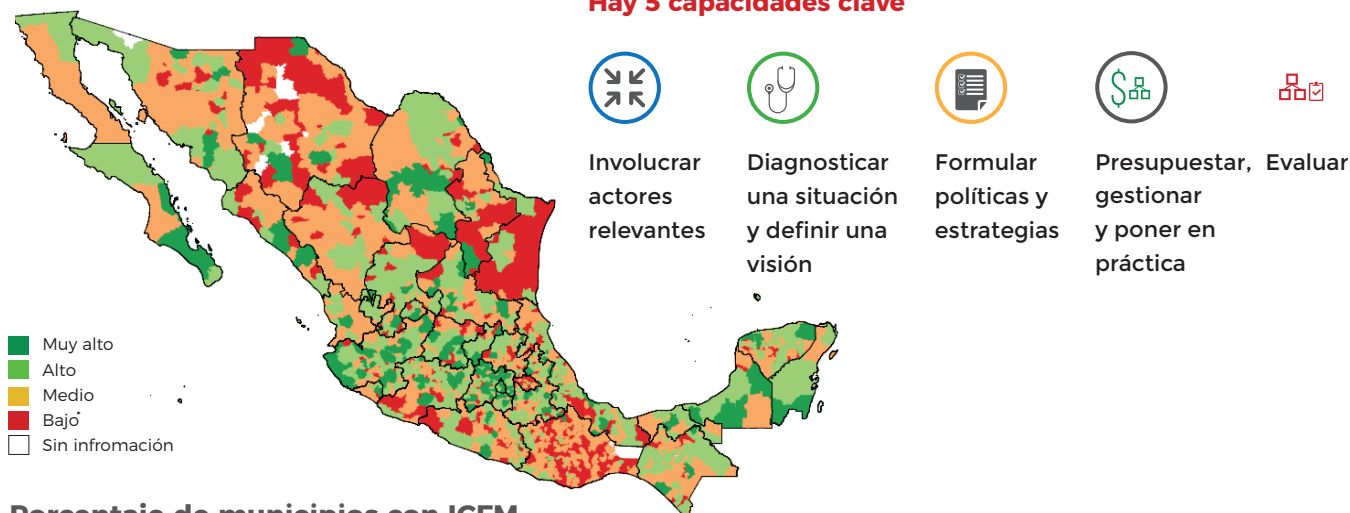 Hay 5 capacidades clave
Involucrar
actores
relevantes
Diagnosticar
una situación
y definir una
visión
Formular
políticas y
estrategias
Presupuestar,
gestionar
y poner en
práctica
Evaluar
Muy alto
Alto
Medio
Bajo*
Sin infromación
Porcentaje de municipios con ICFM